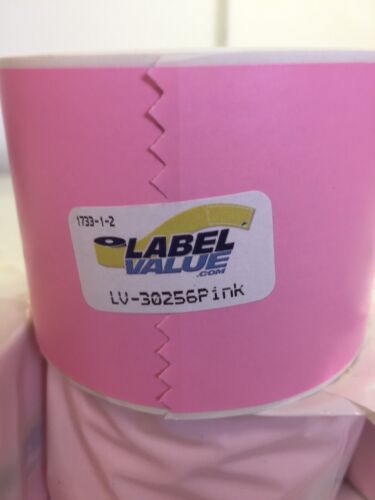 1733-1-2
LABEL
VALUE
.COM
LV-30256Pink